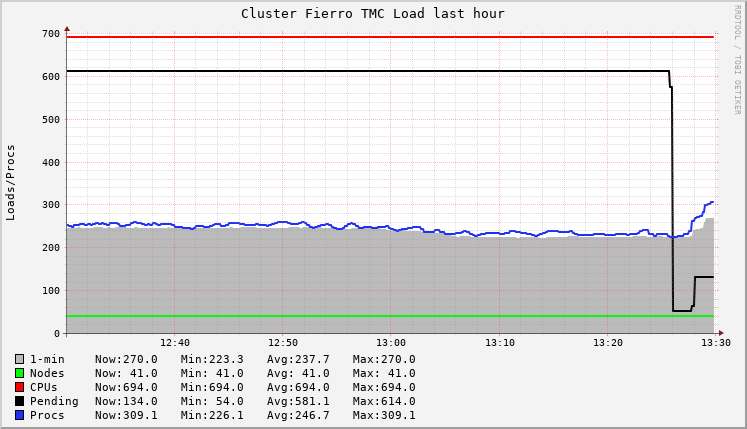 Cluster Fierro TMC Load last hour
RRDTOOL / TOBI OETIKER
Loads/Procs
700
600
500
400
300
200
100
0
12:40 12:50 13:00 13:10 13:20 13:30
1-min Now:270.0 Min:223.3 Avg:237.7 Max:270.0
Nodes Now: 41.0 Min: 41.0 Avg: 41.0 Max: 41.0
CPUs Now:694.0 Min:694.0 Avg:694.0 Max:694.0
Pending Now:134.0 Min: 54.0 Avg:581.1 Max:614.0
Procs Now:309.1 Min:226.1 Avg:246.7 Max:309.1